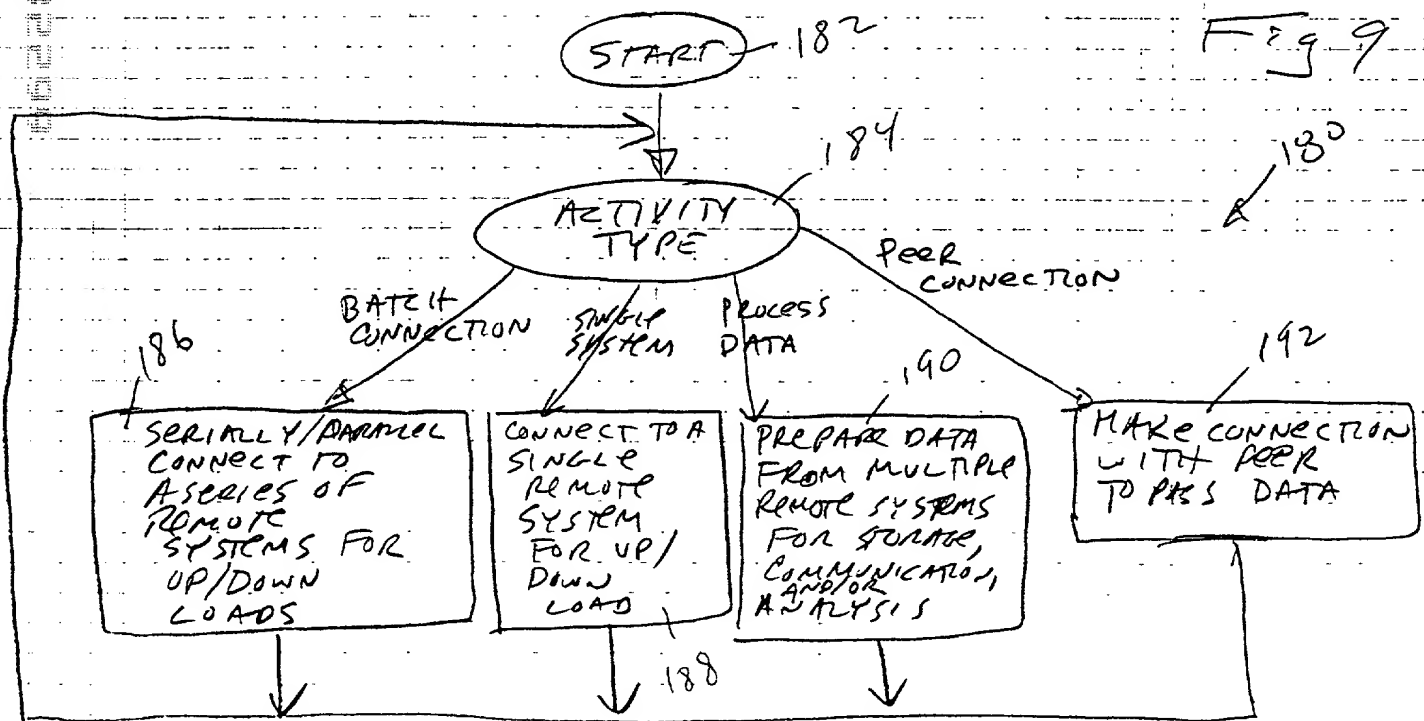 Fig 9
START 182
184
180
ACTIVITY
TYPE
BATCH
CONNECTION
SINGLE
SYSTEM
PROCESS
DATA
PEER
CONNECTION
186
SERIALLY/PARALLEL
CONNECT TO
A SERIES OF
REMOTE
SYSTEMS FOR
UP/DOWN
LOADS
CONNECT TO A
SINGLE
REMOTE
SYSTEM
FOR UP/
DOWN
LOAD
188
190
PREPARE DATA
FROM MULTIPLE
REMOTE SYSTEMS
FOR STORAGE,
COMMUNICATION,
AND/OR
ANALYSIS
192
MAKE CONNECTION
WITH PEER
TO PASS DATA